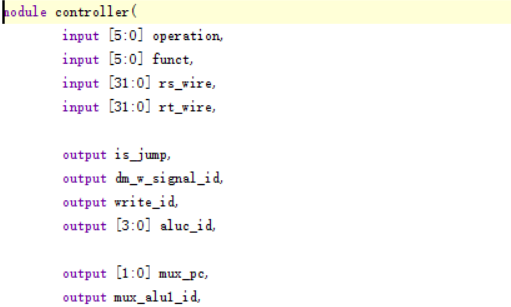 module controller(
input [5:0] operation,
input [5:0] funct,
input [31:0] rs_wire,
input [31:0] rt_wire,
output is_jump,
output dm_w_signal_id,
output write_id,
output [3:0] aluc_id,
output [1:0] mux_pc,
output mux_alu1_id,